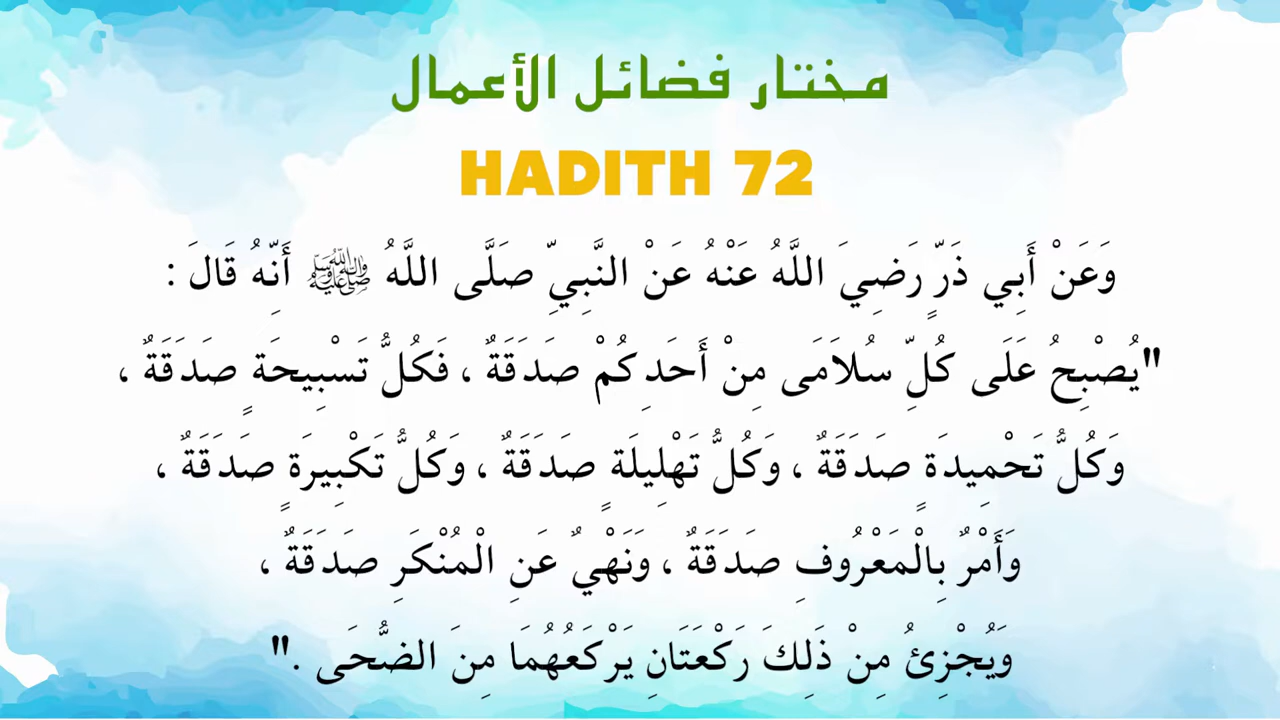 مختار فضائل الأعمال
HADITH 72
وَعَنْ أَبِي ذَرٍّ رَضِيَ اللَّهُ عَنْهُ عَنْ النَّبِيِّ صَلَّى اللَّهُ ﷺ أَنِّهُ قَالَ :
"يُصْبِحُ عَلَى كُلِّ سُلاَمَى مِنْ أَحَدِكُمْ صَدَقَةٌ ، فَكُلُّ تَسْبِيحَةٍ صَدَقَةٌ ،
وَكُلُّ تَحْمِيدَةٍ صَدَقَةٌ ، وَكُلُّ تَهْلِيلَةٍ صَدَقَةٌ ، وَكُلُّ تَكْبِيرَةٍ صَدَقَةٌ ،
وَأَمْرٌ بِالْمَعْرُوفِ صَدَقَةٌ ، وَنَهْيٌ عَنِ الْمُنْكَرِ صَدَقَةٌ ،
وَيُجْزِئُ مِنْ ذَلِكَ رَكْعَتَانِ يَرْكَعُهُمَا مِنَ الضُّحَى ."